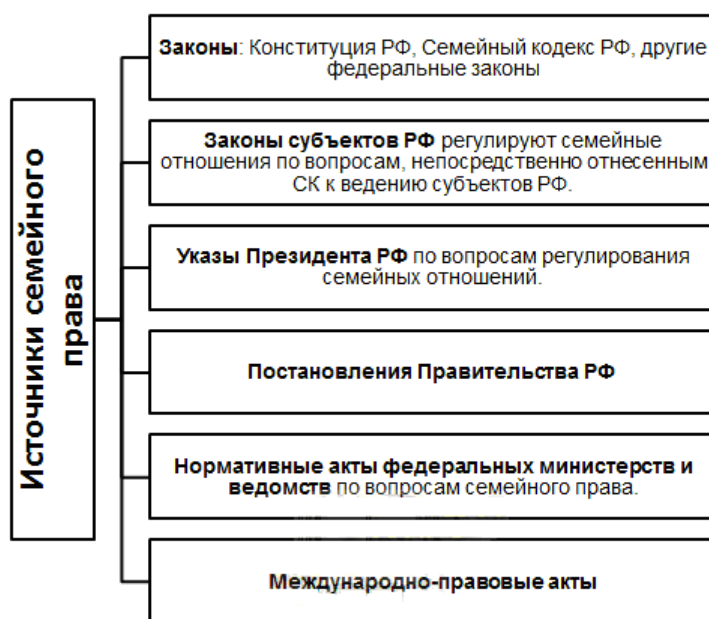 Источники семейного
права
Законы: Конституция РФ, Семейный кодекс РФ, другие
федеральные законы
Законы субъектов РФ регулируют семейные
отношения по вопросам, непосредственно отнесенным
СК к ведению субъектов РФ.
Указы Президента РФ по вопросам регулирования
семейных отношений.
Постановления Правительства РФ
Нормативные акты федеральных министерств и
ведомств по вопросам семейного права.
Международно-правовые акты